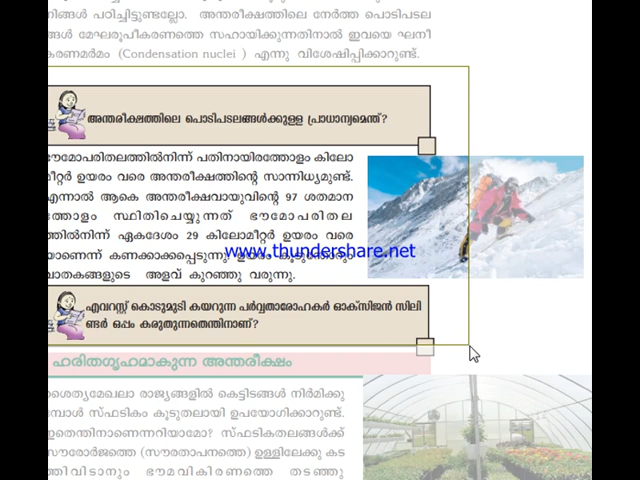 നിങ്ങൾ പഠിച്ചിട്ടുണ്ടല്ലോ. അന്തരീക്ഷത്തിലെ നേർത്ത പൊടിപടല
ങ്ങൾ മേഘരൂപീകരണത്തെ സഹായിക്കുന്നതിനാൽ ഇവയെ ഘനീ
കരണമർമം (Condensation nuclei ) എന്നു വിശേഷിപ്പിക്കാറുണ്ട്.
അന്തരീക്ഷത്തിലെ പൊടിപടലങ്ങൾക്കുള്ള പ്രാധാന്യമെന്ത്?
ഭൗമോപരിതലത്തിൽനിന്ന് പതിനായിരത്തോളം കിലോ
മീറ്റർ ഉയരം വരെ അന്തരീക്ഷത്തിന്റെ സാന്നിധ്യമുണ്ട്.
എന്നാൽ ആകെ അന്തരീക്ഷവായുവിന്റെ 97 ശതമാന
ത്തോളം സ്ഥിതിചെയ്യുന്നത് ഭൗമോപരിതല
ത്തിൽനിന്ന് ഏകദേശം 29 കിലോമീറ്റർ ഉയരം വരെ
യാണെന്ന് കണക്കാക്കപ്പെടുന്നു. ഉയരം കൂടുന്തോറും
www.thundershare.net
വാതകങ്ങളുടെ അളവ് കുറഞ്ഞു വരുന്നു.
എവറസ്റ്റ് കൊടുമുടി കയറുന്ന പർവ്വതാരോഹകർ ഓക്സിജൻ സിലി
ണ്ടർ ഒപ്പം കരുതുന്നതെന്തിനാണ്?
ഹരിതഗൃഹമാകുന്ന അന്തരീക്ഷം
ശൈത്യമേഖലാ രാജ്യങ്ങളിൽ കെട്ടിടങ്ങൾ നിർമിക്കു
മ്പോൾ സ്ഫടികം കൂടുതലായി ഉപയോഗിക്കാറുണ്ട്.
ഇതെന്തിനാണെന്നറിയാമോ? സ്ഫടികതലങ്ങൾക്ക്
സൗരോർജത്തെ (സൗരതാപനത്തെ) ഉള്ളിലേക്കു കട
ത്തിവിടാനും ഭൗമവികിരണത്തെ തടഞ്ഞു